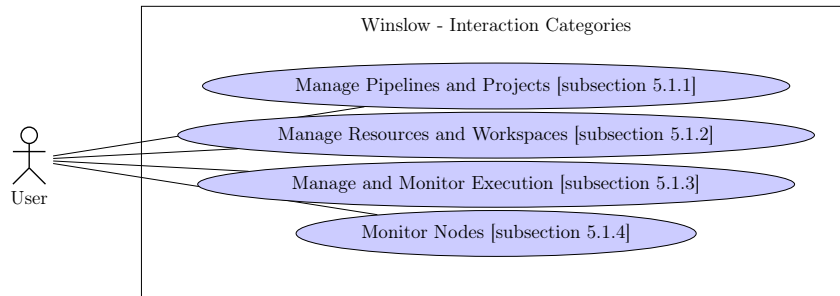 Winslow - Interaction Categories
Manage Pipelines and Projects [subsection 5.1.1]
Manage Resources and Workspaces [subsection 5.1.2]
Manage and Monitor Execution [subsection 5.1.3]
User
Monitor Nodes [subsection 5.1.4]